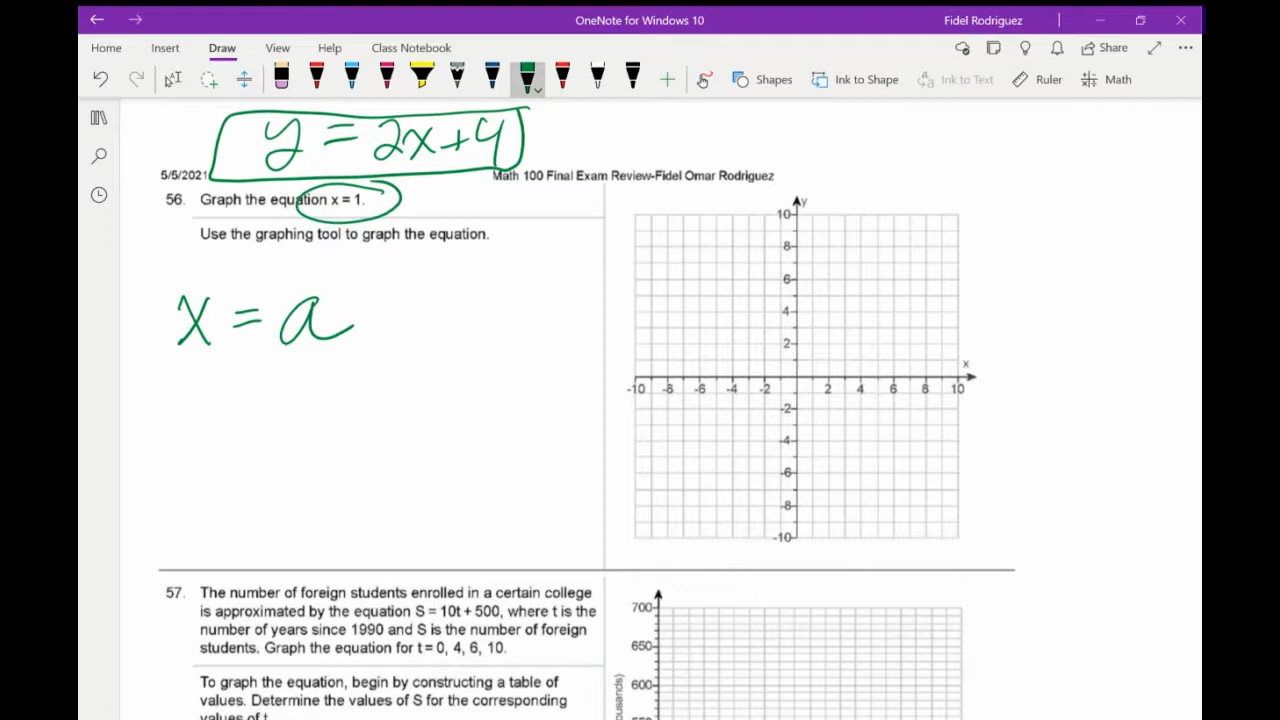 OneNote for Windows 10
Fidel Rodriguez
Home Insert Draw View Help Class Notebook
Share
Shapes Ink to Shape Ink to Text Ruler Math
y = 2x+4
5/5/2021
Math 100 Final Exam Review-Fidel Omar Rodriguez
56. Graph the equation x = 1.
Use the graphing tool to graph the equation.
x = a
y
10
8
6
4
2
x
-10 -8 -6 -4 -2 2 4 6 8 10
-2
-4
-6
-8
-10
57. The number of foreign students enrolled in a certain college
is approximated by the equation S = 10t + 500, where t is the
number of years since 1990 and S is the number of foreign
students. Graph the equation for t = 0, 4, 6, 10.
To graph the equation, begin by constructing a table of
values. Determine the values of S for the corresponding
values of t.
700
650
600